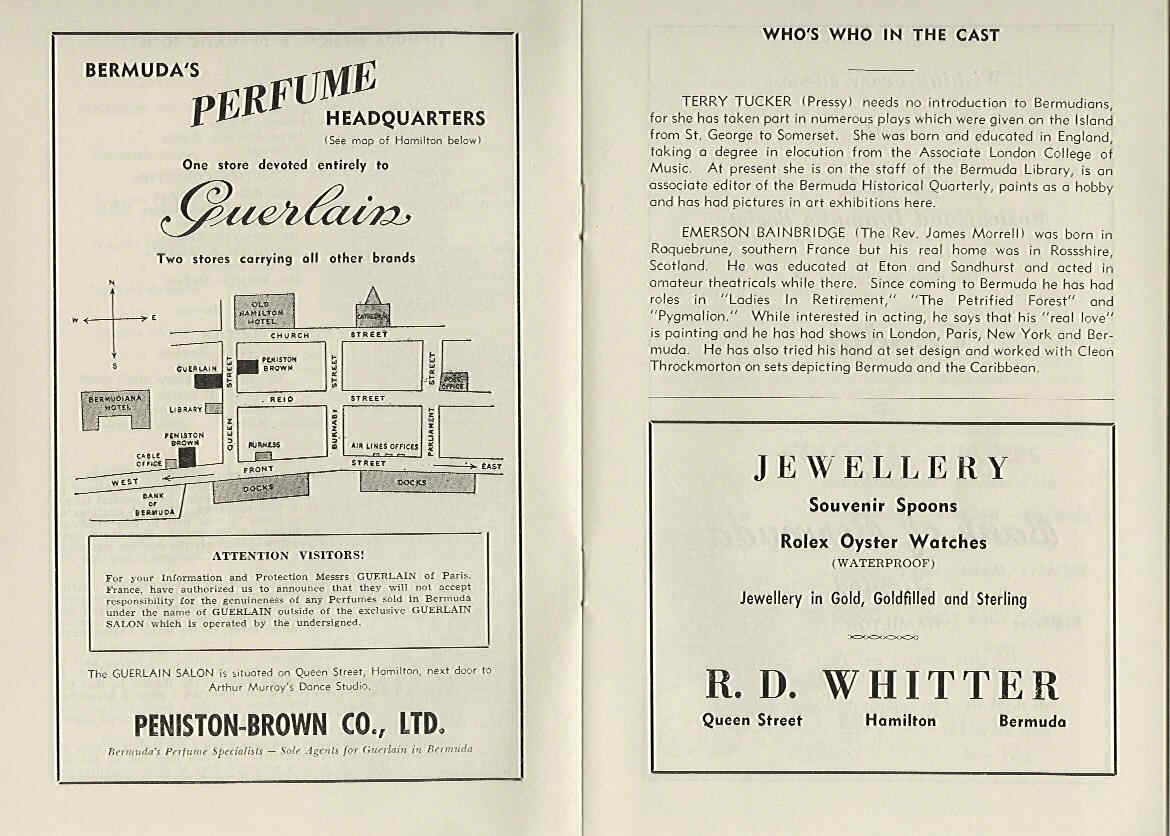 BERMUDA'S
PERFUME
HEADQUARTERS
(See map of Hamilton below)
One store devoted entirely to
Guerlain
Two stores carrying all other brands
N
W E
S
OLD
HAMILTON
HOTEL
CATHEDRAL
CHURCH STREET
GUERLAIN
STREET
PENISTON
BROWN
STREET
STREET
POST
OFFICE
BERMUDIANA
HOTEL
LIBRARY
REID STREET
QUEEN
BURNABY
PARLIAMENT
PENISTON
BROWN
FURNESS
AIR LINES OFFICES
CABLE
OFFICE
FRONT STREET
EAST
WEST
DOCKS
DOCKS
BANK
OF
BERMUDA
ATTENTION VISITORS!
For your Information and Protection Messrs GUERLAIN of Paris,
France, have authorized us to announce that they will not accept
responsibility for the genuineness of any Perfumes sold in Bermuda
under the name of GUERLAIN outside of the exclusive GUERLAIN
SALON which is operated by the undersigned.
The GUERLAIN SALON is situated on Queen Street, Hamilton, next door to
Arthur Murray's Dance Studio.
PENISTON-BROWN CO., LTD.
Bermuda's Perfume Specialists — Sole Agents for Guerlain in Bermuda
WHO'S WHO IN THE CAST
TERRY TUCKER (Pressy) needs no introduction to Bermudians,
for she has taken part in numerous plays which were given on the Island
from St. George to Somerset. She was born and educated in England,
taking a degree in elocution from the Associate London College of
Music. At present she is on the staff of the Bermuda Library, is an
associate editor of the Bermuda Historical Quarterly, paints as a hobby
and has had pictures in art exhibitions here.
EMERSON BAINBRIDGE (The Rev. James Morrell) was born in
Roquebrune, southern France but his real home was in Rossshire,
Scotland. He was educated at Eton and Sandhurst and acted in
amateur theatricals while there. Since coming to Bermuda he has had
roles in "Ladies In Retirement," "The Petrified Forest" and
"Pygmalion." While interested in acting, he says that his "real love"
is painting and he has had shows in London, Paris, New York and Ber-
muda. He has also tried his hand at set design and worked with Cleon
Throckmorton on sets depicting Bermuda and the Caribbean.
JEWELLERY
Souvenir Spoons
Rolex Oyster Watches
(WATERPROOF)
Jewellery in Gold, Goldfilled and Sterling
R. D. WHITTER
Queen Street Hamilton Bermuda